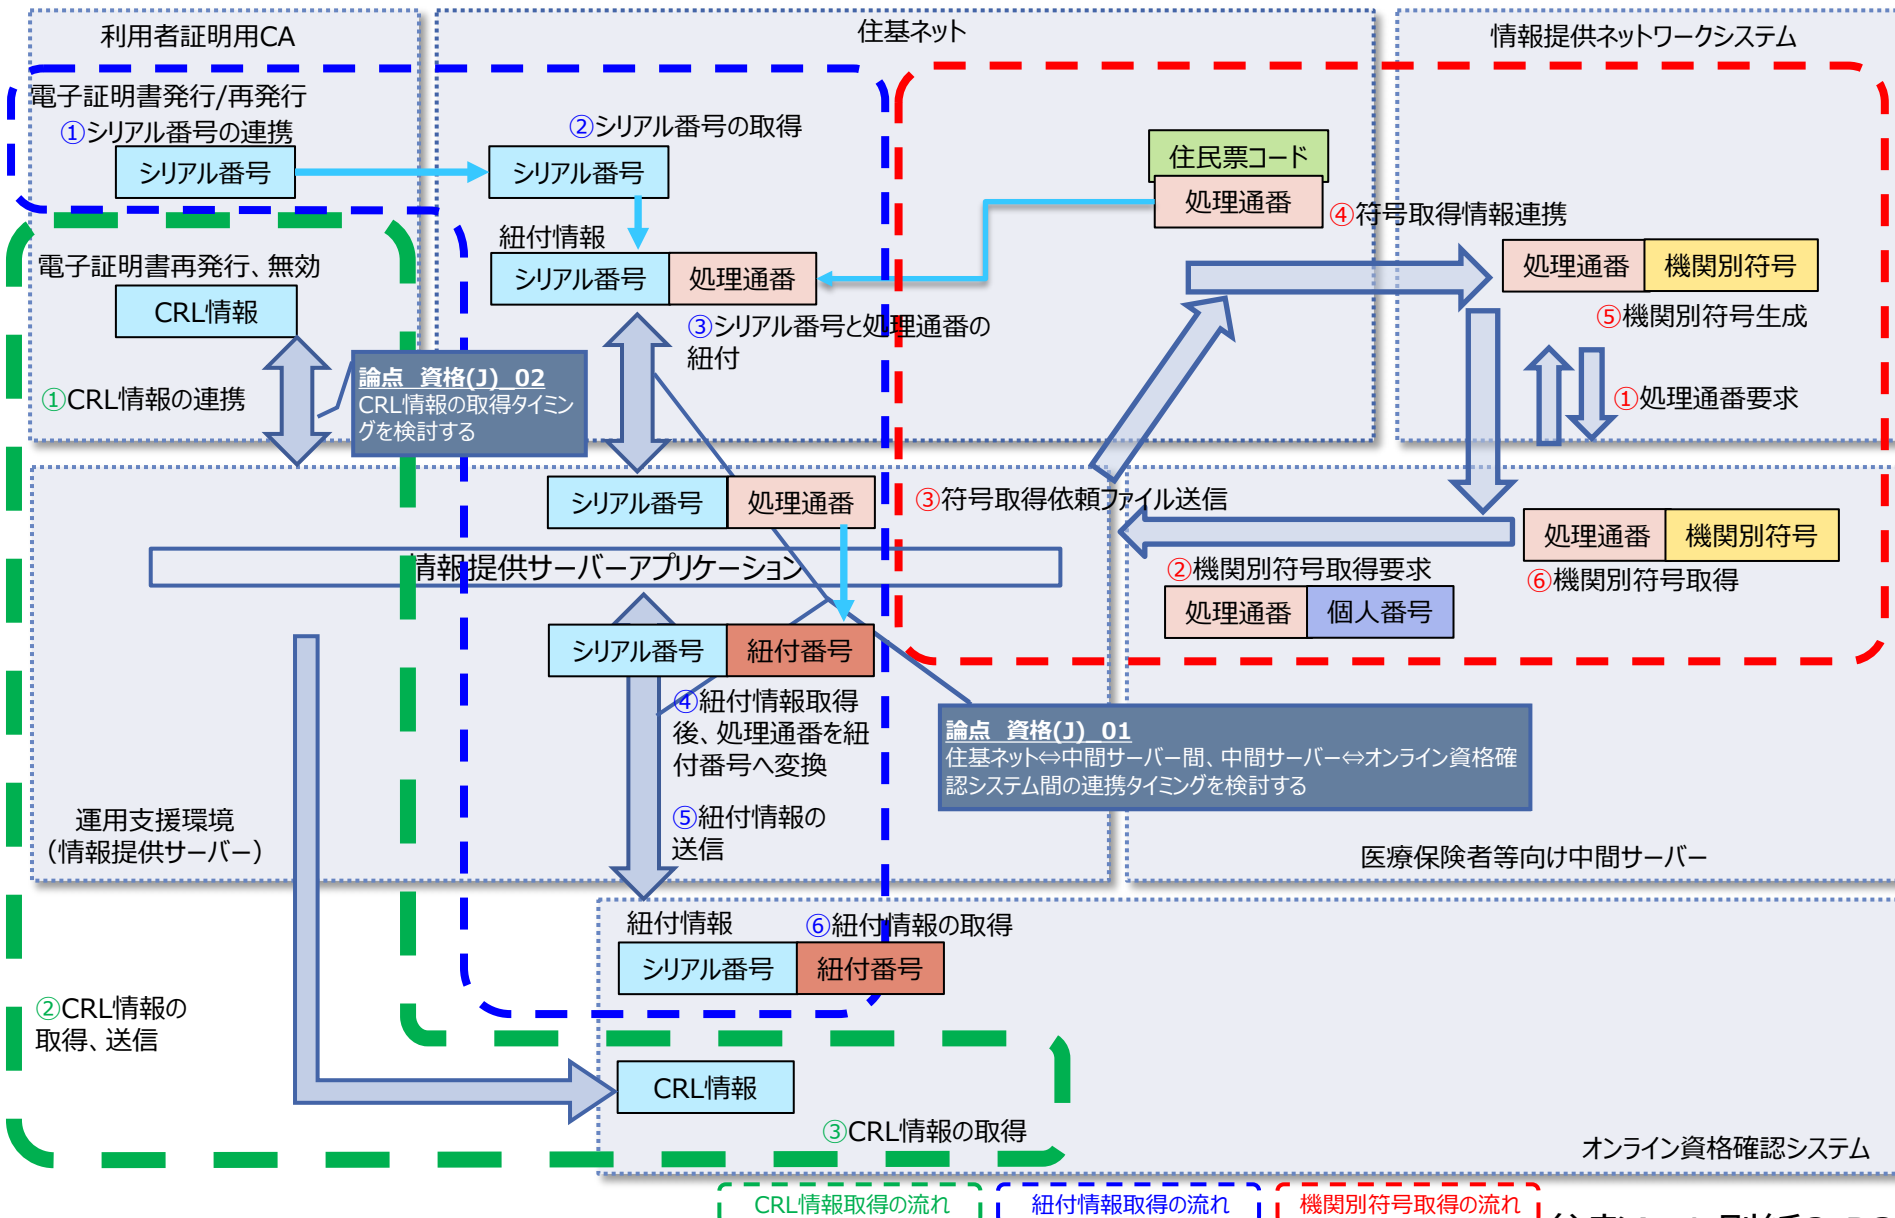 利用者証明用CA
住基ネット
情報提供ネットワークシステム
電子証明書発行/再発行
①シリアル番号の連携
シリアル番号
②シリアル番号の取得
シリアル番号
住民票コード
処理通番
④符号取得情報連携
紐付情報
シリアル番号
処理通番
③シリアル番号と処理通番の
紐付
処理通番
機関別符号
⑤機関別符号生成
①処理通番要求
電子証明書再発行、無効
CRL情報
①CRL情報の連携
論点 資格(J)_02
CRL情報の取得タイミン
グを検討する
シリアル番号
処理通番
③符号取得依頼ファイル送信
情報提供サーバーアプリケーション
処理通番
機関別符号
⑥機関別符号取得
②機関別符号取得要求
処理通番
個人番号
シリアル番号
紐付番号
④紐付情報取得
後、処理通番を紐
付番号へ変換
論点 資格(J)_01
住基ネット⇔中間サーバー間、中間サーバー⇔オンライン資格確
認システム間の連携タイミングを検討する
⑤紐付情報の
送信
運用支援環境
（情報提供サーバー）
医療保険者等向け中間サーバー
紐付情報
⑥紐付情報の取得
シリアル番号
紐付番号
②CRL情報の
取得、送信
CRL情報
③CRL情報の取得
オンライン資格確認システム
CRL情報取得の流れ
紐付情報取得の流れ
機関別符号取得の流れ